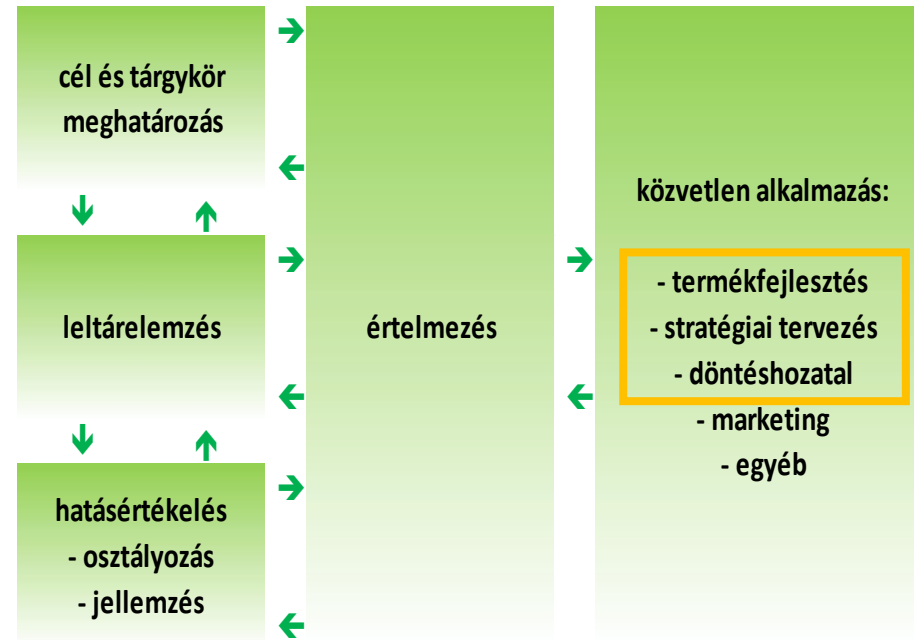 cél és tárgykör
meghatározás
leltárelemzés
hatásértékelés
- osztályozás
- jellemzés
értelmezés
közvetlen alkalmazás:
- termékfejlesztés
- stratégiai tervezés
- döntéshozatal
- marketing
- egyéb